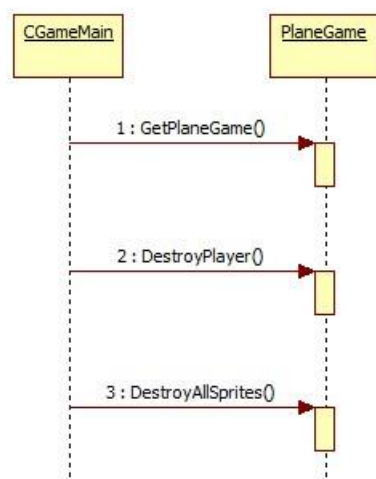 CGameMain
PlaneGame
1 : GetPlaneGame()
2 : DestroyPlayer()
3 : DestroyAllSprites()